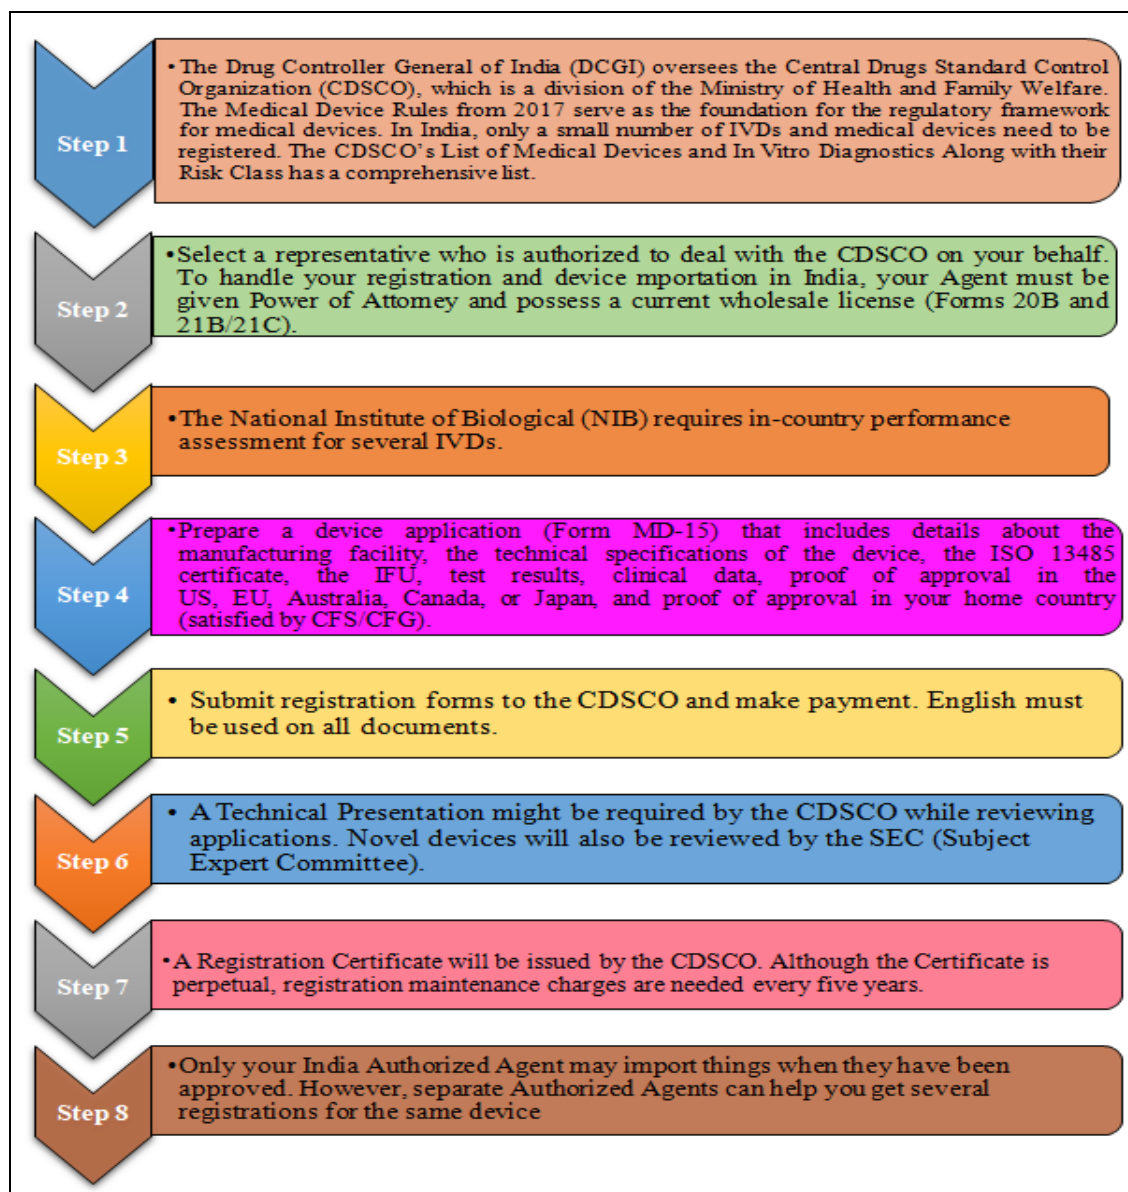 Step 1
• The Drug Controller General of India (DCGI) oversees the Central Drugs Standard Control
Organization (CDSCO), which is a division of the Ministry of Health and Family Welfare.
The Medical Device Rules from 2017 serve as the foundation for the regulatory framework
for medical devices. In India, only a small number of IVDs and medical devices need to be
registered. The CDSCO's List of Medical Devices and In Vitro Diagnostics Along with their
Risk Class has a comprehensive list.
Step 2
•Select a representative who is authorized to deal with the CDSCO on your behalf.
To handle your registration and device mportation in India, your Agent must be
given Power of Attomey and possess a current wholesale license (Forms 20B and
21B/21C).
Step 3
•The National Institute of Biological (NIB) requires in-country performance
assessment for several IVDs.
Step 4
•Prepare a device application (Form MD-15) that includes details about the
manufacturing facility, the technical specifications of the device, the ISO 13485
certificate, the IFU, test results, clinical data, proof of approval in the
US, EU, Australia, Canada, or Japan, and proof of approval in your home country
(satisfied by CFS/CFG).
Step 5
• Submit registration forms to the CDSCO and make payment. English must
be used on all documents.
Step 6
• A Technical Presentation might be required by the CDSCO while reviewing
applications. Novel devices will also be reviewed by the SEC (Subject
Expert Committee).
Step 7
•A Registration Certificate will be issued by the CDSCO. Although the Certificate is
perpetual, registration maintenance charges are needed every five years.
Step 8
•Only your India Authorized Agent may import things when they have been
approved. However, separate Authorized Agents can help you get several
registrations for the same device